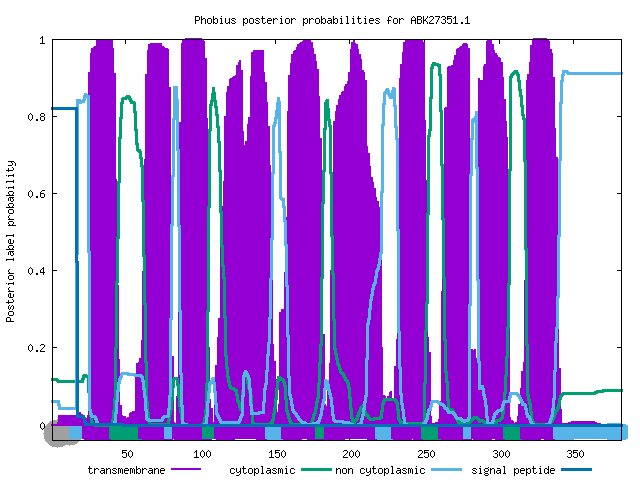 Phobius posterior probabilities for ABK27351.1
1
0.8
0.6
0.4
0.2
0
Posterior label probability
50 100 150 200 250 300 350
transmembrane cytoplasmic non cytoplasmic signal peptide